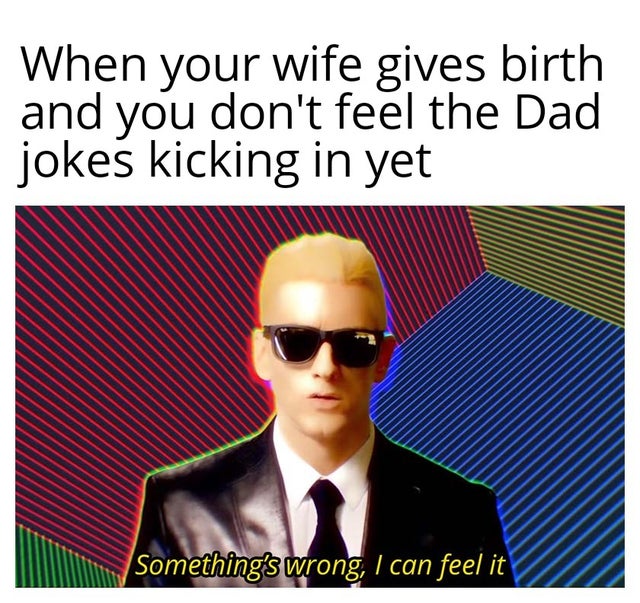 When your wife gives birth
and you don't feel the Dad
jokes kicking in yet
Something's wrong, I can feel it